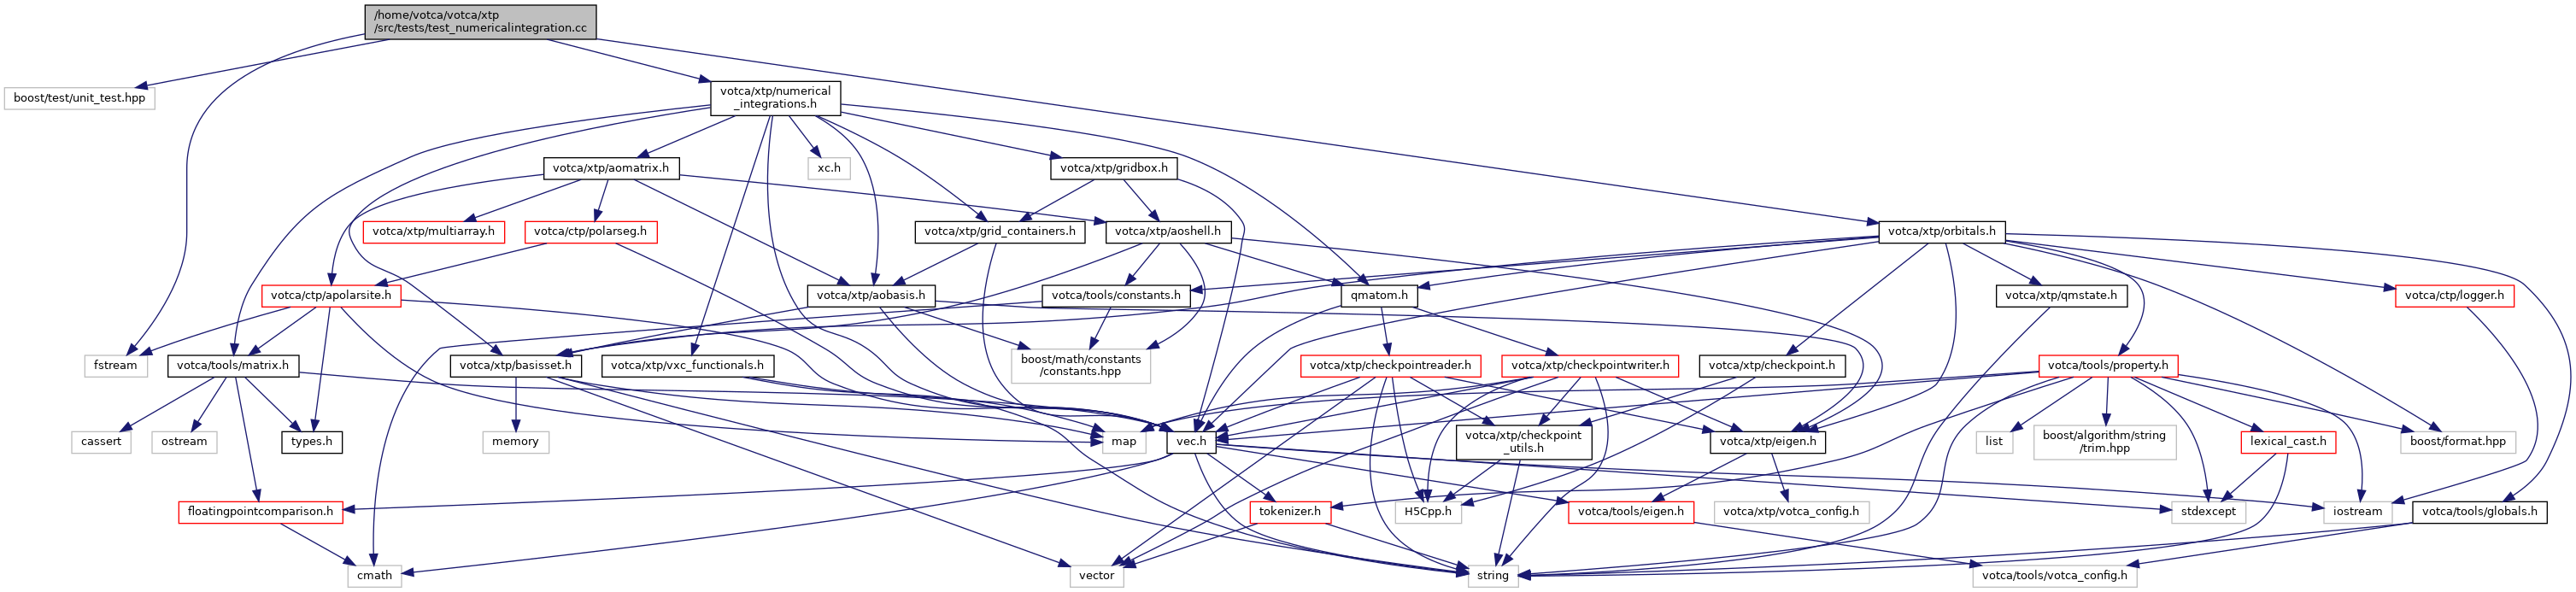 /home/votca/votca/xtp
/src/tests/test_numericalintegration.cc
boost/test/unit_test.hpp
votca/xtp/numerical
_integrations.h
votca/xtp/aomatrix.h
xc.h
votca/xtp/gridbox.h
votca/xtp/multiarray.h
votca/ctp/polarseg.h
votca/xtp/grid_containers.h
votca/xtp/aoshell.h
votca/xtp/orbitals.h
votca/ctp/apolarsite.h
votca/xtp/aobasis.h
votca/tools/constants.h
qmatom.h
votca/xtp/qmstate.h
votca/ctp/logger.h
fstream
votca/tools/matrix.h
votca/xtp/basisset.h
votca/xtp/vxc_functionals.h
boost/math/constants
/constants.hpp
votca/xtp/checkpointreader.h
votca/xtp/checkpointwriter.h
votca/xtp/checkpoint.h
votca/tools/property.h
cassert
ostream
types.h
memory
map
vec.h
votca/xtp/checkpoint
_utils.h
votca/xtp/eigen.h
list
boost/algorithm/string
/trim.hpp
lexical_cast.h
boost/format.hpp
floatingpointcomparison.h
tokenizer.h
H5Cpp.h
votca/tools/eigen.h
votca/xtp/votca_config.h
stdexcept
iostream
votca/tools/globals.h
cmath
vector
string
votca/tools/votca_config.h